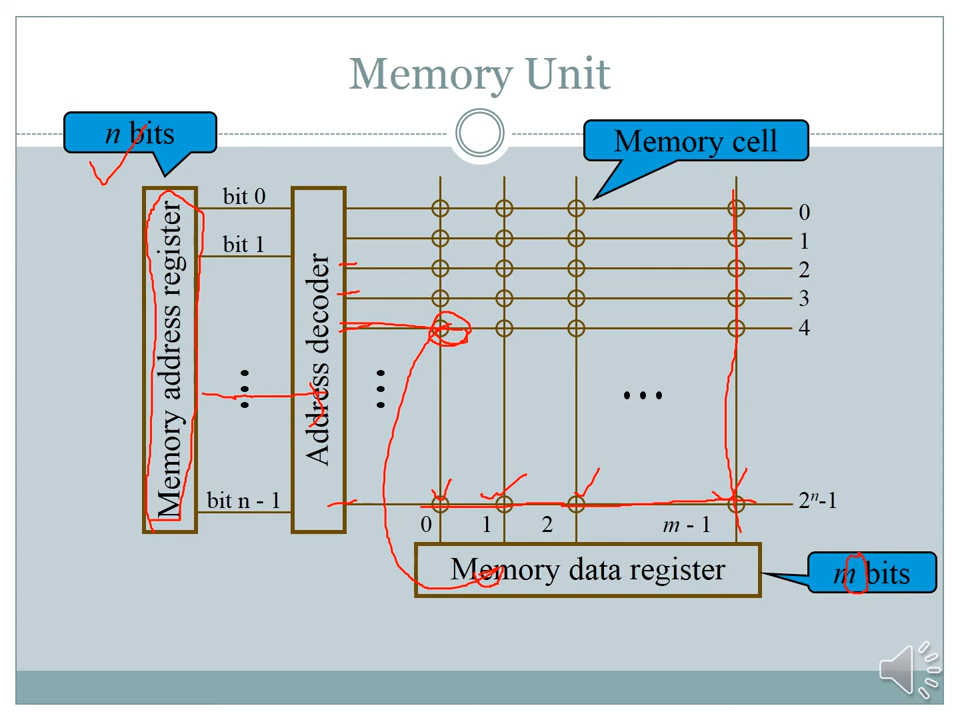 Memory Unit
n bits
Memory cell
Memory address register
bit 0
bit 1
bit n - 1
Address decoder
0
1
2
3
4
2ⁿ-1
0 1 2 m - 1
Memory data register
m bits